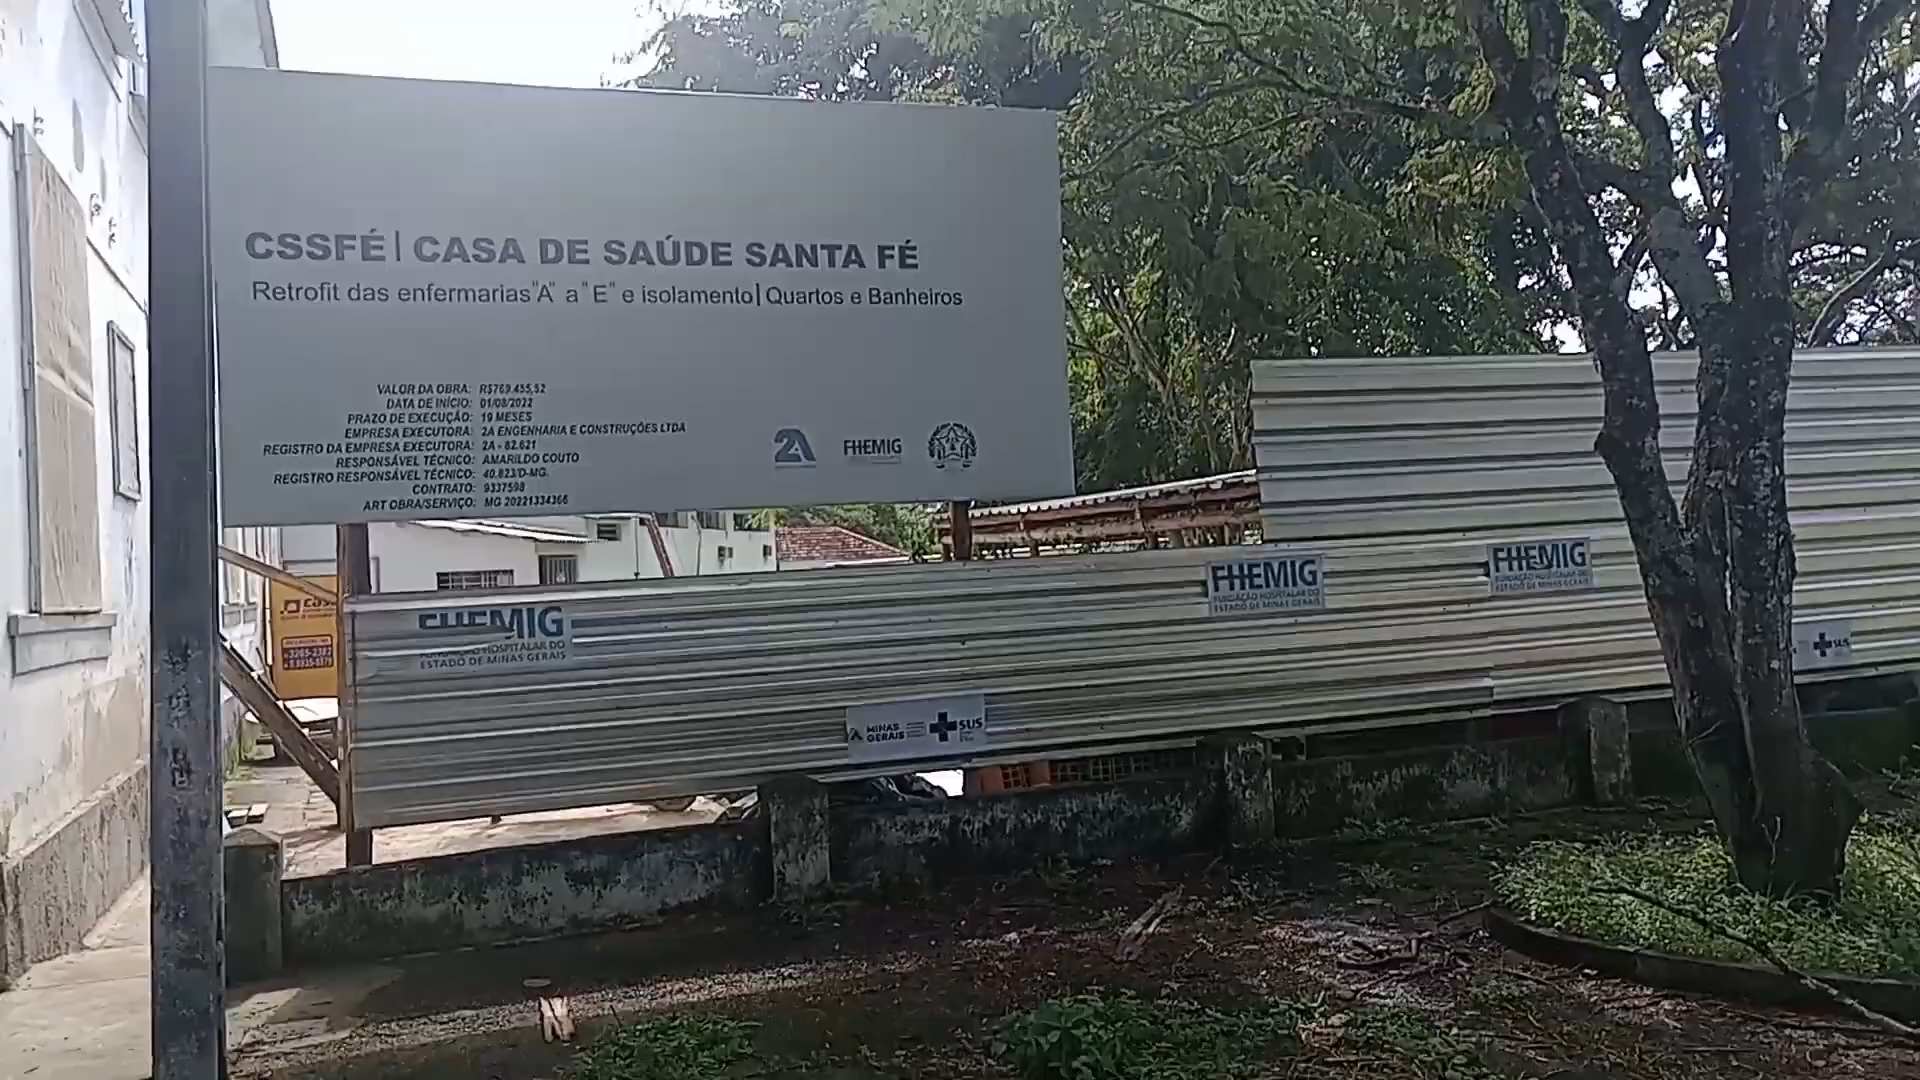 CSSFÉ | CASA DE SAÚDE SANTA FÉ
Retrofit das enfermarias "A" a "E" e isolamento | Quartos e Banheiros
VALOR DA OBRA: R$769.455,52
DATA DE INÍCIO: 01/08/2022
PRAZO DE EXECUÇÃO: 19 MESES
EMPRESA EXECUTORA: 2A ENGENHARIA E CONSTRUÇÕES LTDA
REGISTRO DA EMPRESA EXECUTORA: 2A - 82.621
RESPONSÁVEL TÉCNICO: AMARILDO COUTO
REGISTRO RESPONSÁVEL TÉCNICO: 40.823/D-MG.
CONTRATO: 9337598
ART OBRA/SERVIÇO: MG 20221334366
2A
FHEMIG
FHEMIG
FUNDAÇÃO HOSPITALAR DO
ESTADO DE MINAS GERAIS
FHEMIG
FUNDAÇÃO HOSPITALAR DO
ESTADO DE MINAS GERAIS
FHEMIG
FUNDAÇÃO HOSPITALAR DO
ESTADO DE MINAS GERAIS
MINAS
GERAIS
SUS
SUS
3265-2382